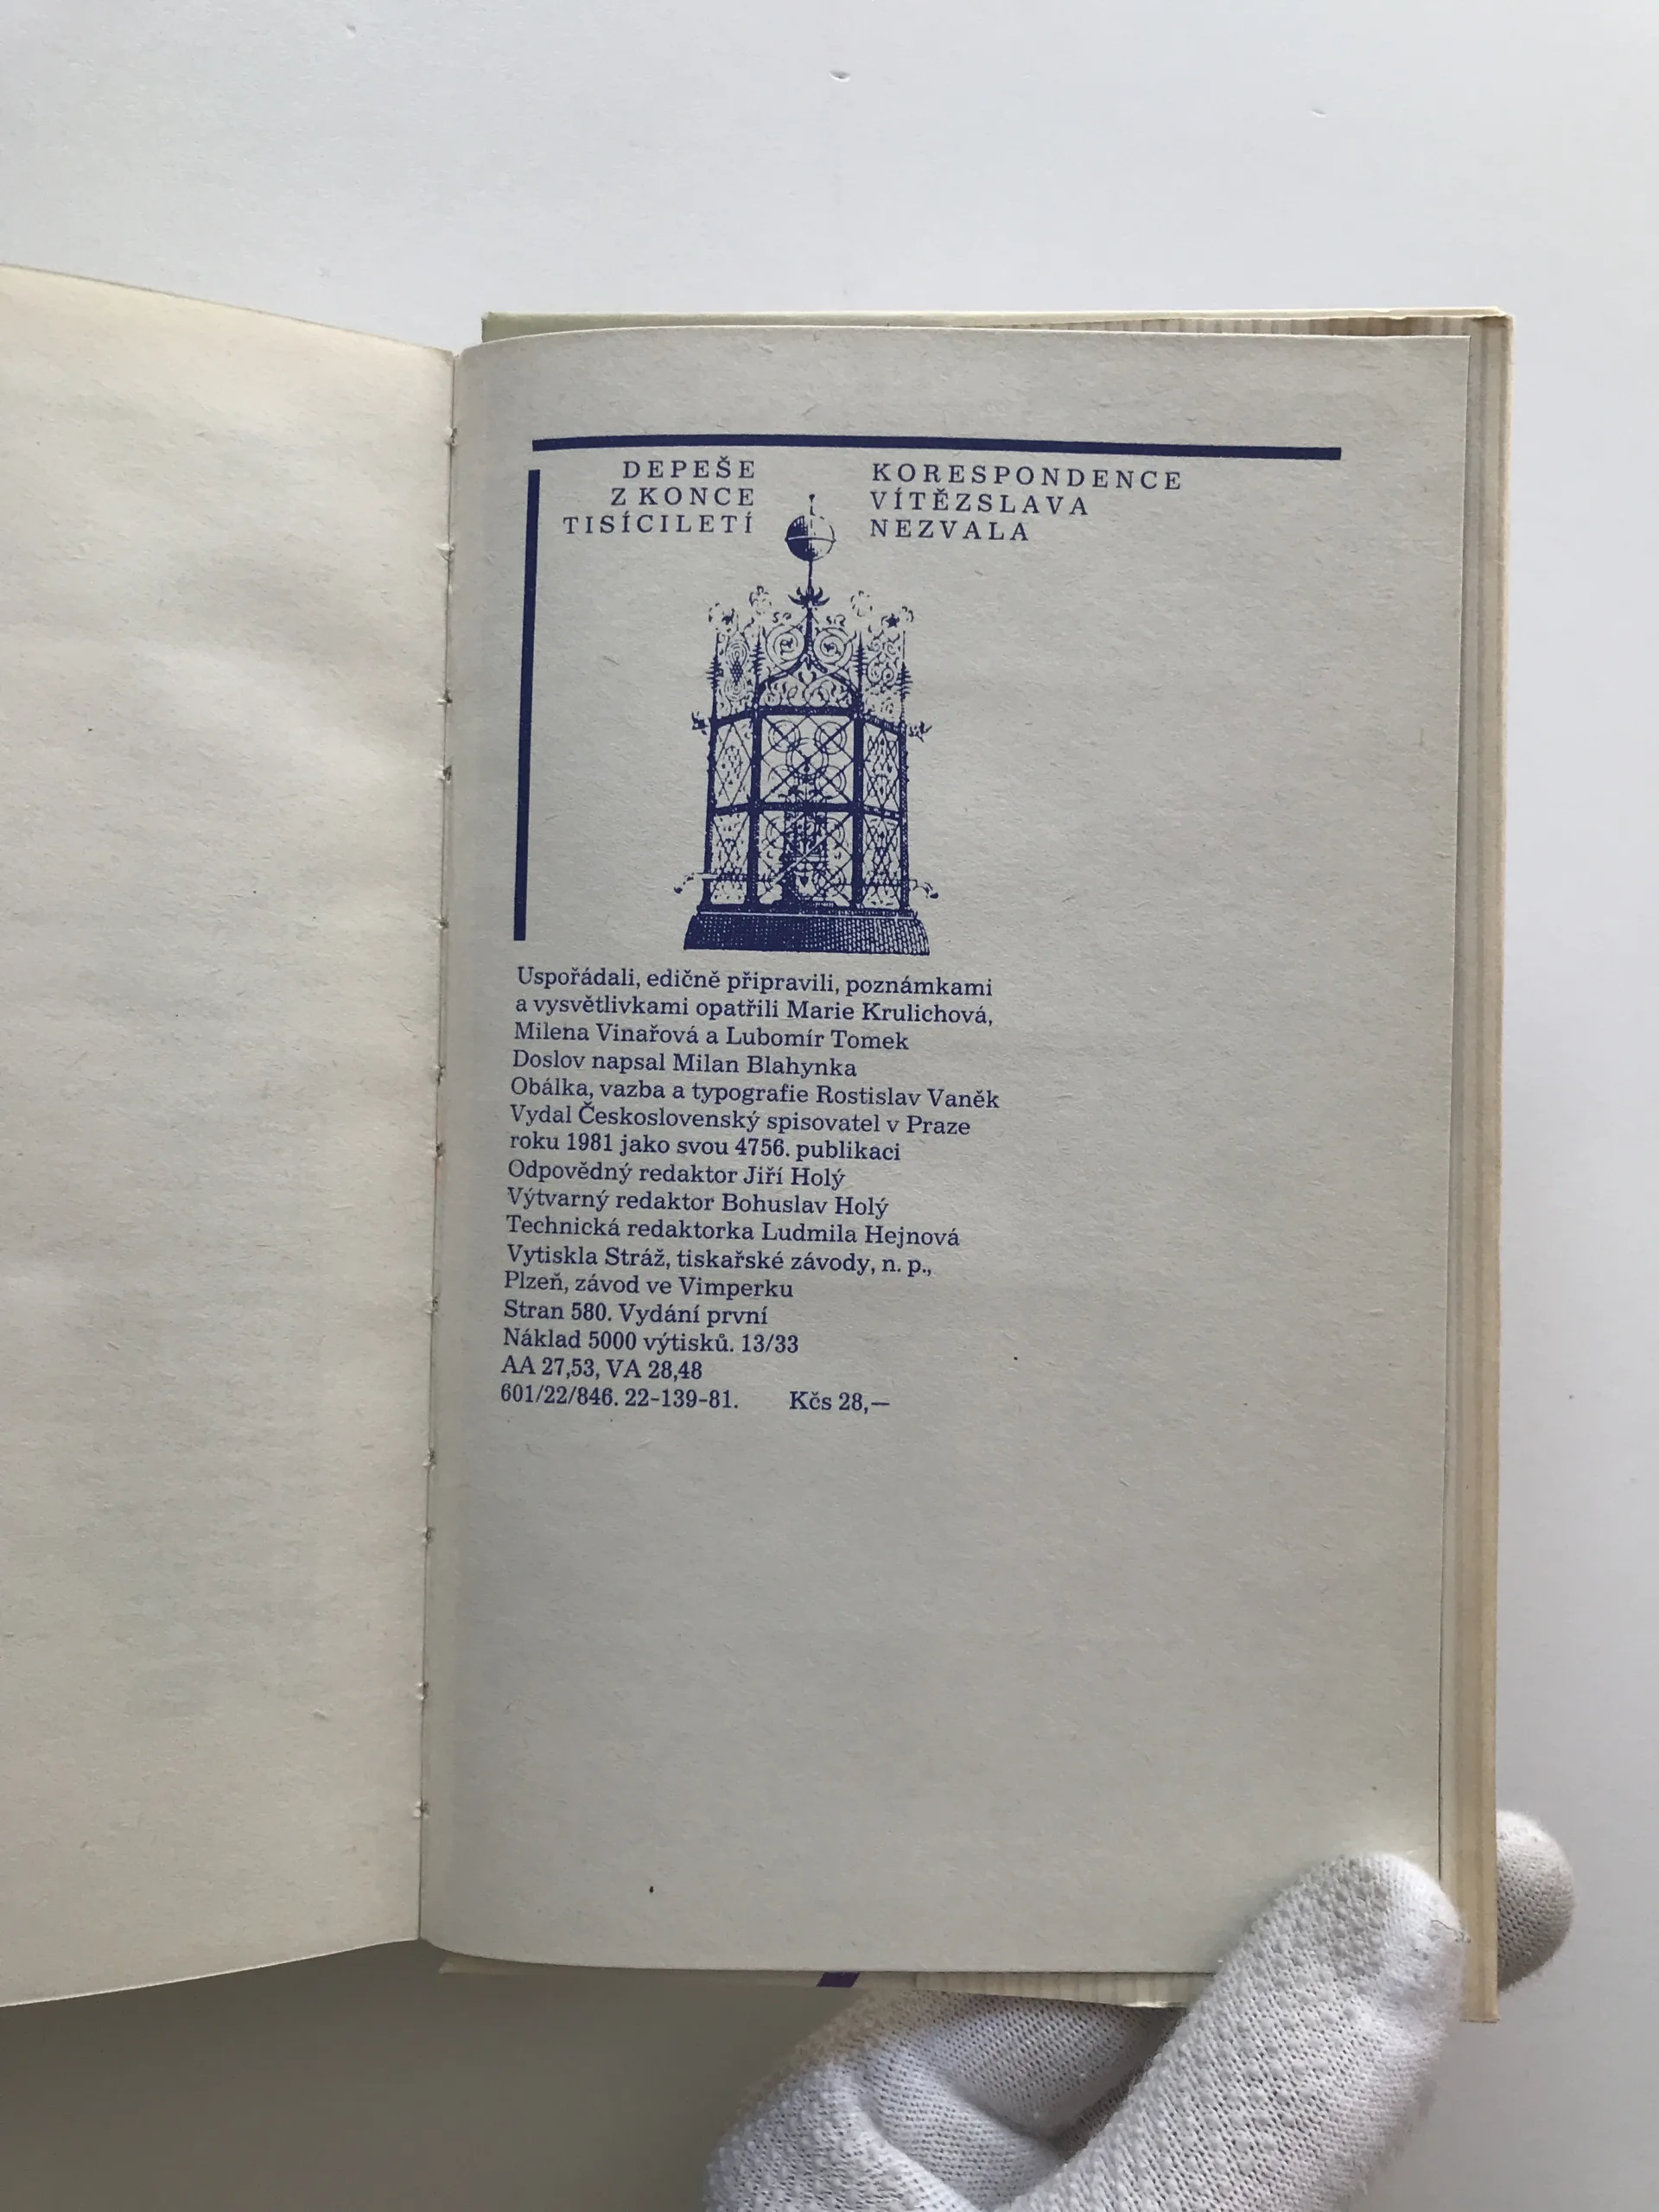 DEPEŠE
Z KONCE
TISÍCILETÍ
KORESPONDENCE
VÍTĚZSLAVA
NEZVALA
Uspořádali, edičně připravili, poznámkami
a vysvětlivkami opatřili Marie Krulichová,
Milena Vinařová a Lubomír Tomek
Doslov napsal Milan Blahynka
Obálka, vazba a typografie Rostislav Vaněk
Vydal Československý spisovatel v Praze
roku 1981 jako svou 4756. publikaci
Odpovědný redaktor Jiří Holý
Výtvarný redaktor Bohuslav Holý
Technická redaktorka Ludmila Hejnová
Vytiskla Stráž, tiskařské závody, n. p.,
Plzeň, závod ve Vimperku
Stran 580. Vydání první
Náklad 5000 výtisků. 13/33
AA 27,53, VA 28,48
601/22/846. 22-139-81. Kčs 28,—